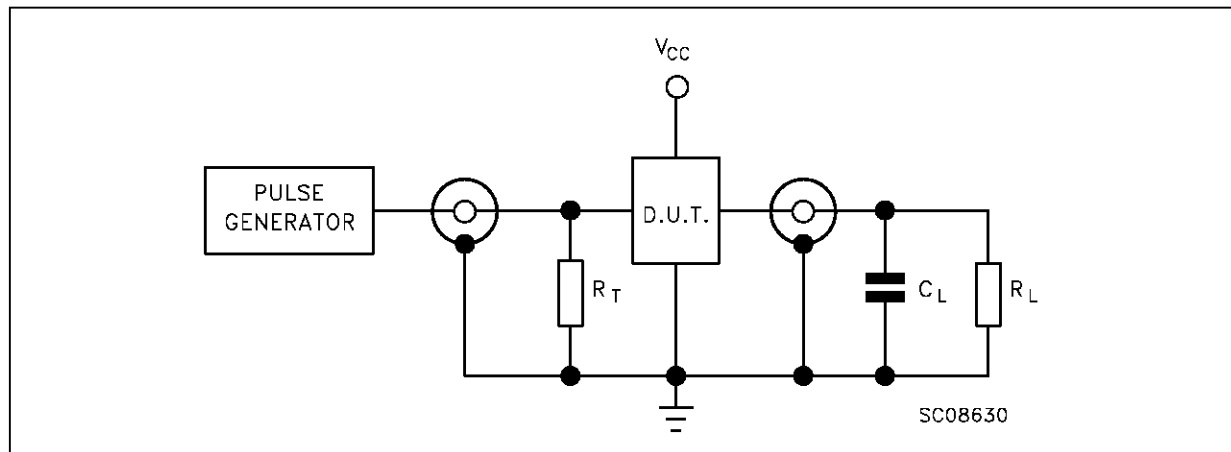 VCC
PULSE
GENERATOR
D.U.T.
RT
CL
RL
SC08630